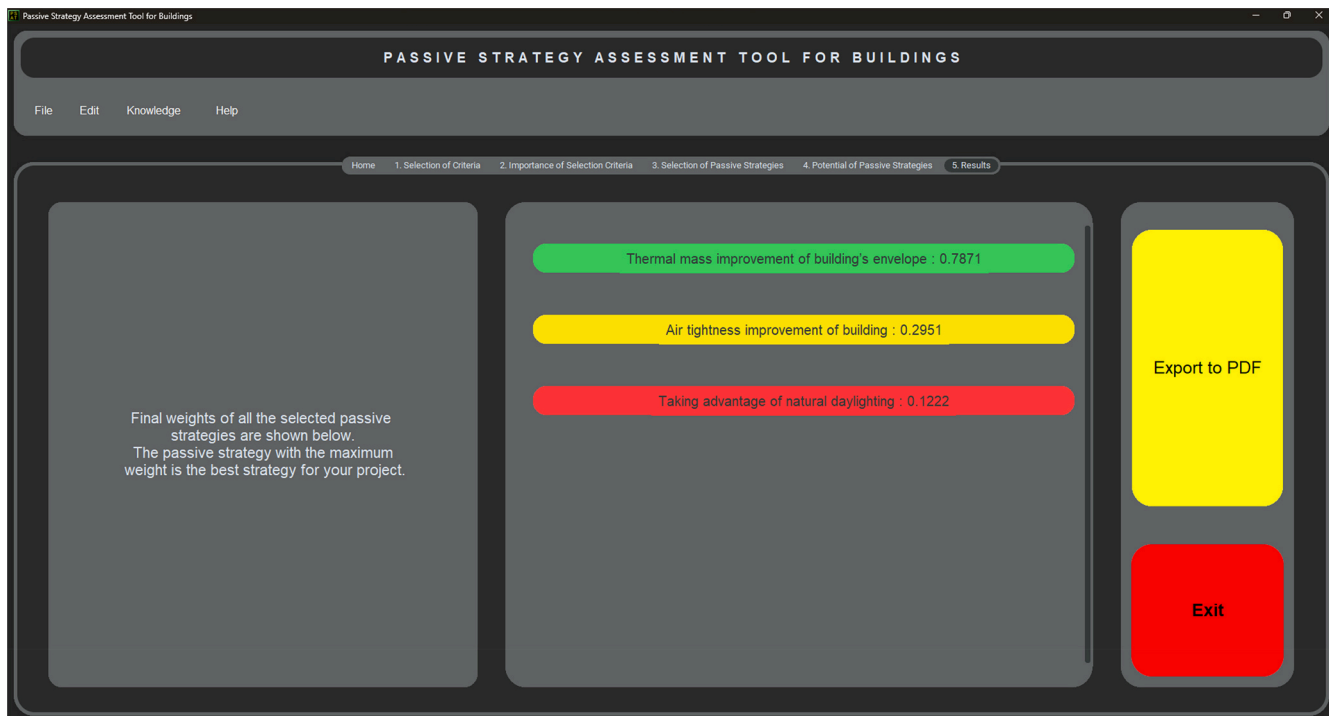 Passive Strategy Assessment Tool for Buildings
PASSIVE STRATEGY ASSESSMENT TOOL FOR BUILDINGS
File Edit Knowledge Help
Home 1. Selection of Criteria 2. Importance of Selection Criteria 3. Selection of Passive Strategies 4. Potential of Passive Strategies 5. Results
Final weights of all the selected passive
strategies are shown below.
The passive strategy with the maximum
weight is the best strategy for your project.
Thermal mass improvement of building's envelope : 0.7871
Air tightness improvement of building : 0.2951
Taking advantage of natural daylighting : 0.1222
Export to PDF
Exit